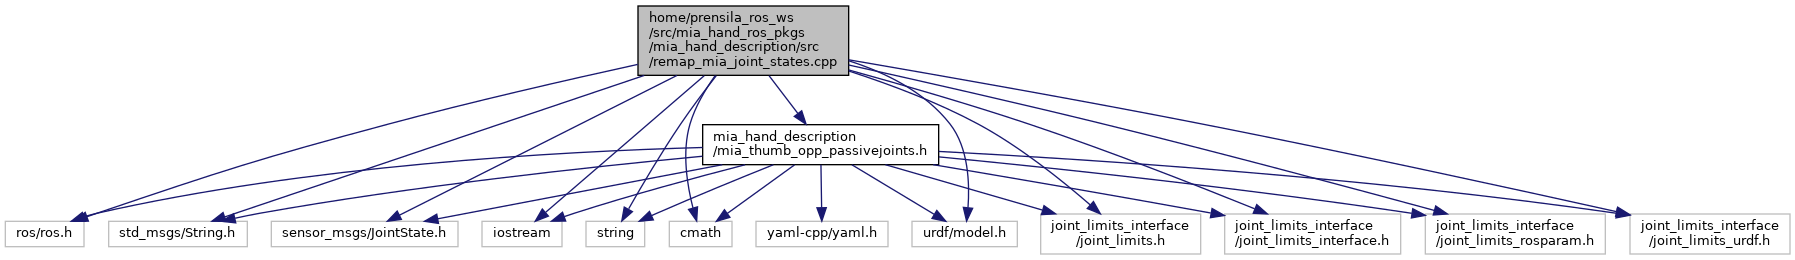 home/prensila_ros_ws
/src/mia_hand_ros_pkgs
/mia_hand_description/src
/remap_mia_joint_states.cpp
mia_hand_description
/mia_thumb_opp_passivejoints.h
ros/ros.h
std_msgs/String.h
sensor_msgs/JointState.h
iostream
string
cmath
yaml-cpp/yaml.h
urdf/model.h
joint_limits_interface
/joint_limits.h
joint_limits_interface
/joint_limits_interface.h
joint_limits_interface
/joint_limits_rosparam.h
joint_limits_interface
/joint_limits_urdf.h